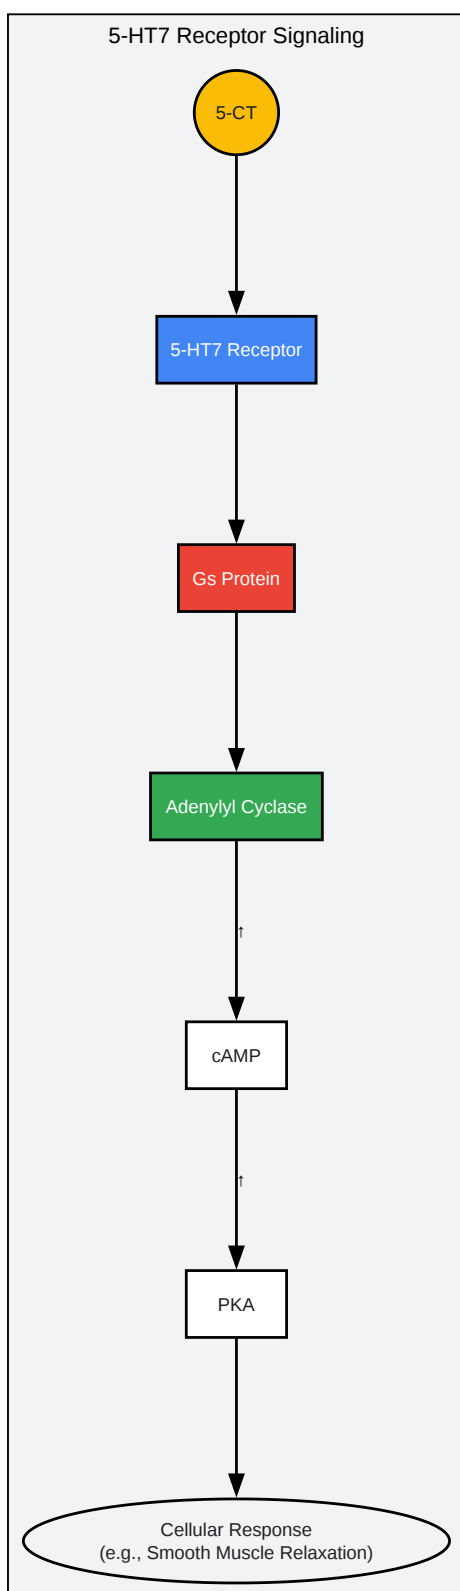 5-HT7 Receptor Signaling
5-CT
5-HT7 Receptor
Gs Protein
Adenylyl Cyclase
↑
cAMP
↑
PKA
Cellular Response
(e.g., Smooth Muscle Relaxation)